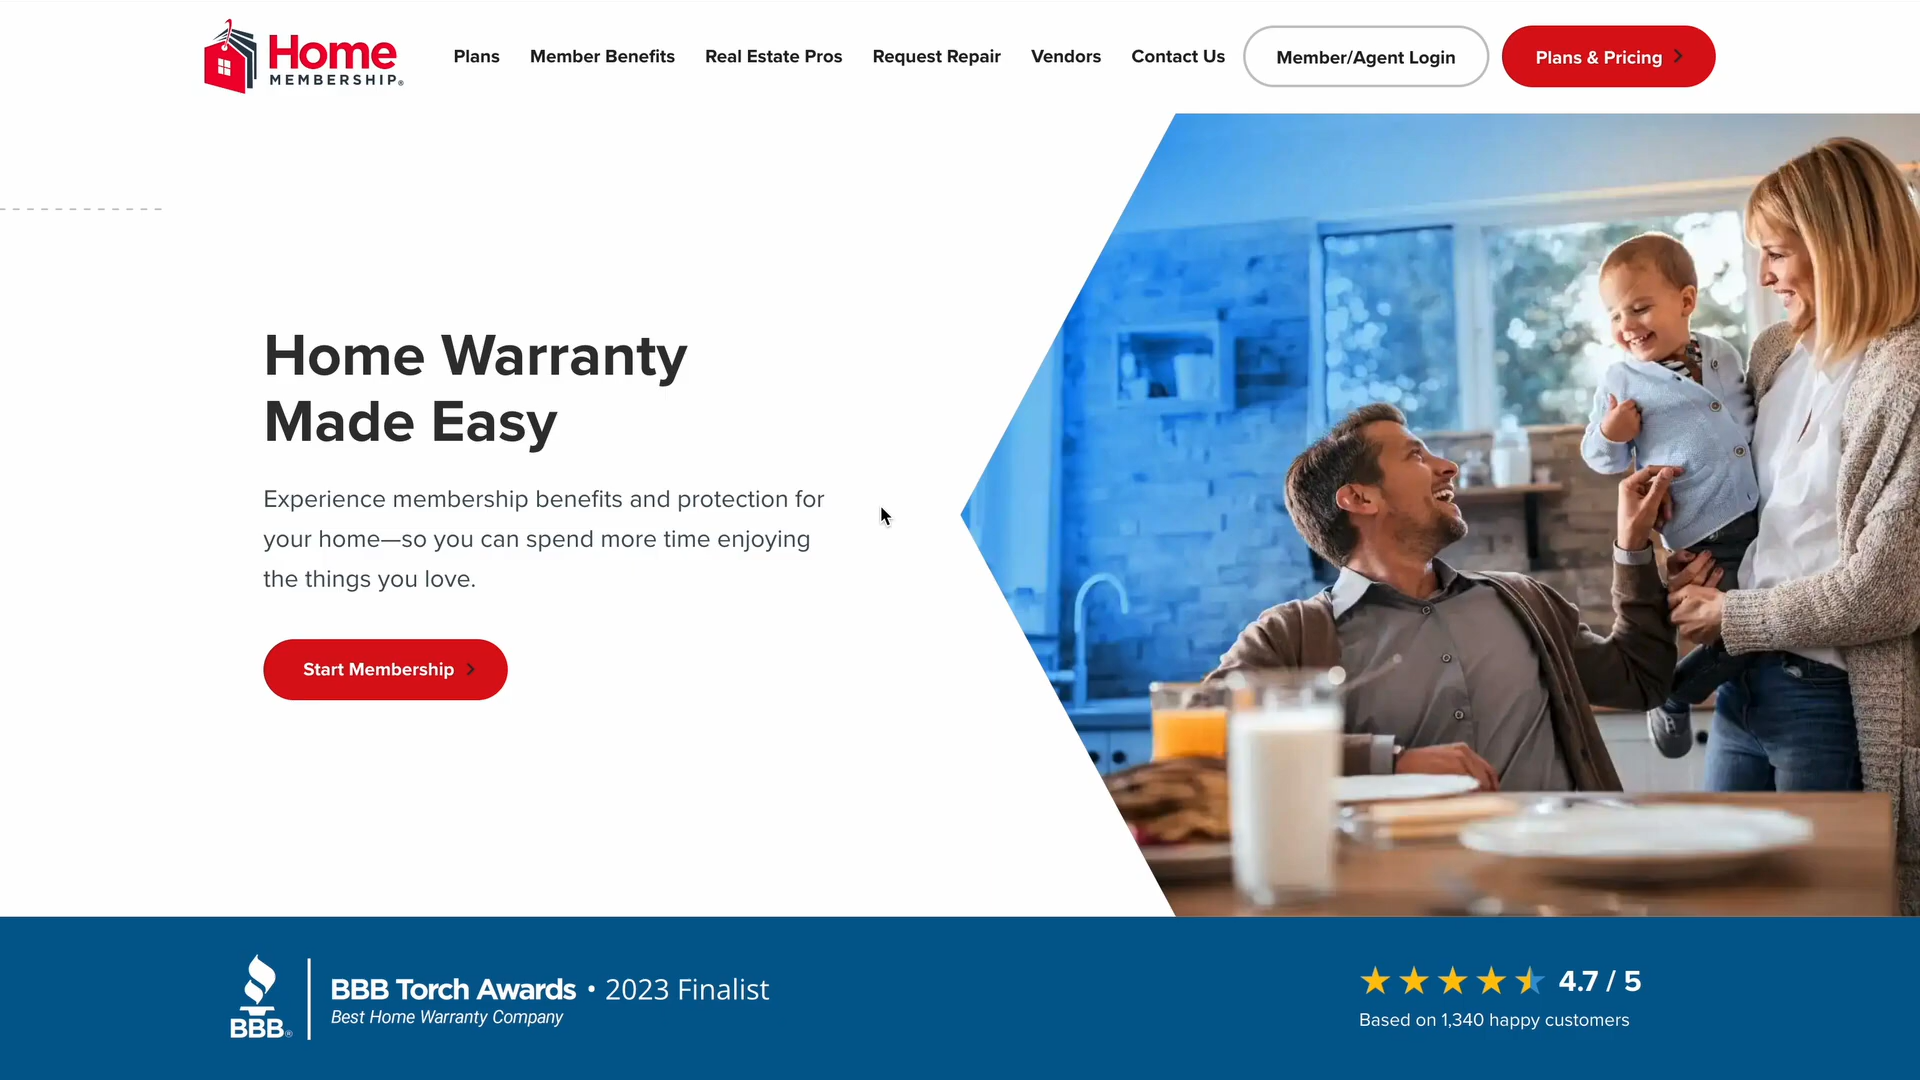 Home
MEMBERSHIP®
Plans
Member Benefits
Real Estate Pros
Request Repair
Vendors
Contact Us
Member/Agent Login
Plans & Pricing
Home Warranty
Made Easy
Experience membership benefits and protection for
your home—so you can spend more time enjoying
the things you love.
Start Membership
BBB®
BBB Torch Awards • 2023 Finalist
Best Home Warranty Company
4.7 / 5
Based on 1,340 happy customers